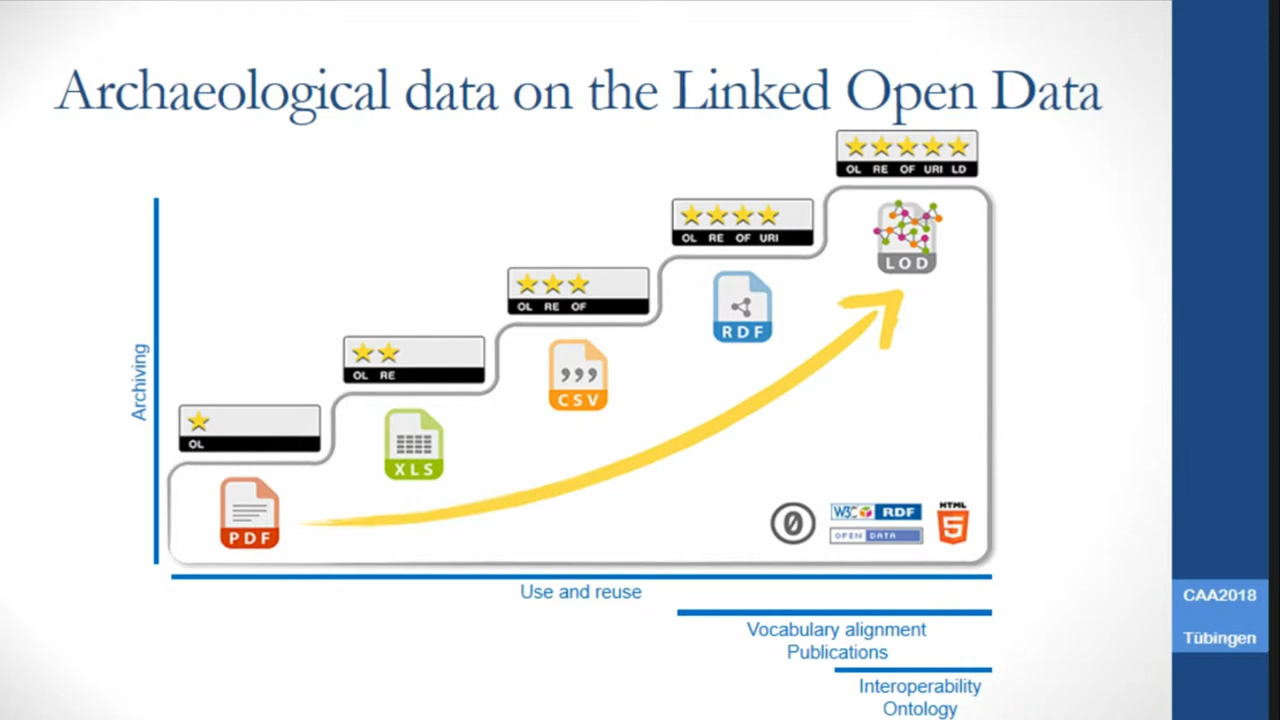 Archaeological data on the Linked Open Data
OL RE OF URI LD
LOD
OL RE OF URI
RDF
OL RE OF
CSV
OL RE
XLS
OL
PDF
Archiving
W3C RDF
OPEN DATA
HTML
5
0
Use and reuse
Vocabulary alignment
Publications
Interoperability
Ontology
CAA2018
Tübingen